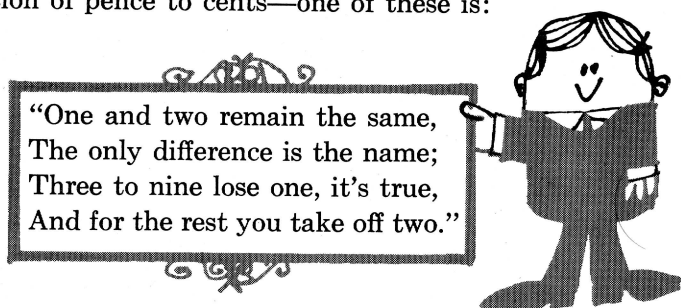 ion of pence to cents—one of these is:
“One and two remain the same,
The only difference is the name;
Three to nine lose one, it’s true,
And for the rest you take off two.”